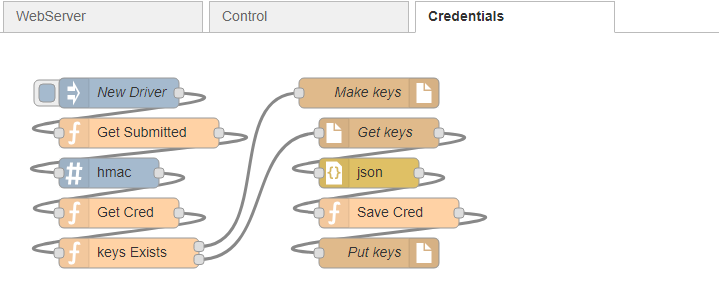 WebServer
Control
Credentials
New Driver
Get Submitted
hmac
Get Cred
keys Exists
Make keys
Get keys
json
Save Cred
Put keys